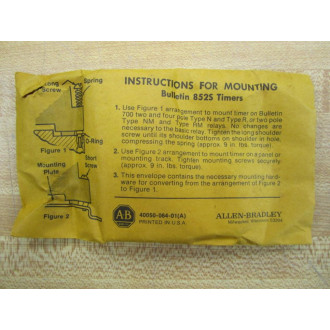 INSTRUCTIONS FOR MOUNTING
Bulletin 852S Timers
1. Use Figure 1 arrangement to mount timer on Bulletin
700 two and four pole Type N and Type R, or two pole
Type NM and Type RM relays. No changes are
necessary to the basic relay. Tighten the long shoulder
screw until its shoulder bottoms on shoulder in hole,
compressing the spring (approx. 9 in. lbs. torque).
2. Use Figure 2 arrangement to mount timer on a panel or
mounting track. Tighten mounting screws securely
(approx. 9 in. lbs. torque).
3. This envelope contains the necessary mounting hard-
ware for converting from the arrangement of Figure 2
to Figure 1.
Screw
Spring
O-Ring
Figure 1
Mounting
Plate
Short
Screw
Figure 2
AB
40050-064-01(A)
PRINTED IN U.S.A.
ALLEN-BRADLEY